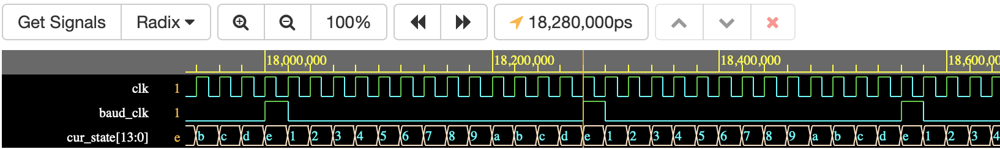 Get Signals Radix 100% 18,280,000ps
18,000,000 18,200,000 18,400,000 18,600,00
clk 1
baud_clk 1
cur_state[13:0] e b c d e 1 2 3 4 5 6 7 8 9 a b c d e 1 2 3 4 5 6 7 8 9 a b c d e 1 2 3 4